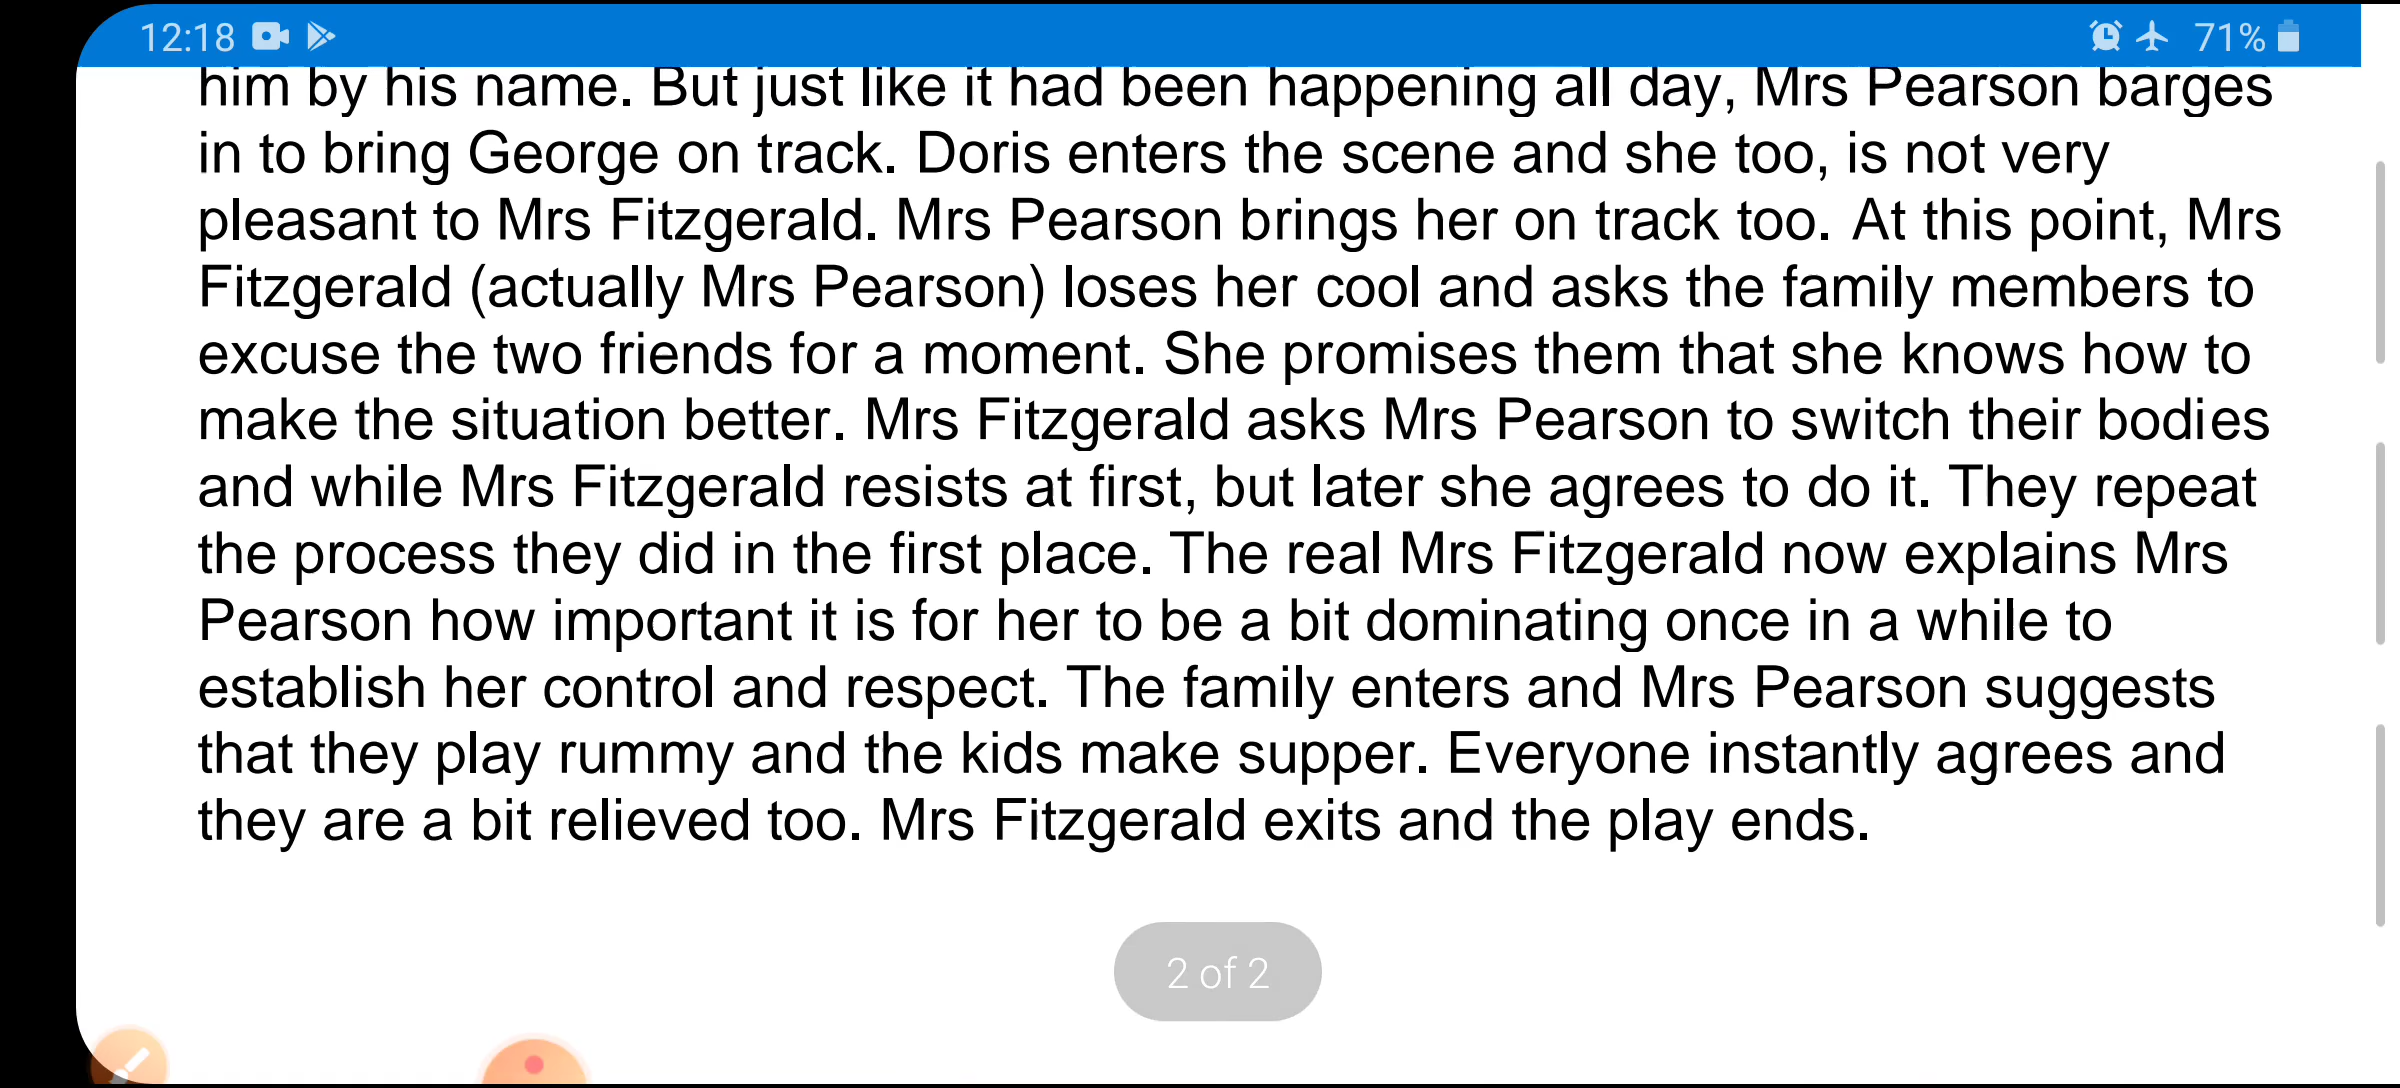 12:18
71%
him by his name. But just like it had been happening all day, Mrs Pearson barges
in to bring George on track. Doris enters the scene and she too, is not very
pleasant to Mrs Fitzgerald. Mrs Pearson brings her on track too. At this point, Mrs
Fitzgerald (actually Mrs Pearson) loses her cool and asks the family members to
excuse the two friends for a moment. She promises them that she knows how to
make the situation better. Mrs Fitzgerald asks Mrs Pearson to switch their bodies
and while Mrs Fitzgerald resists at first, but later she agrees to do it. They repeat
the process they did in the first place. The real Mrs Fitzgerald now explains Mrs
Pearson how important it is for her to be a bit dominating once in a while to
establish her control and respect. The family enters and Mrs Pearson suggests
that they play rummy and the kids make supper. Everyone instantly agrees and
they are a bit relieved too. Mrs Fitzgerald exits and the play ends.
2 of 2